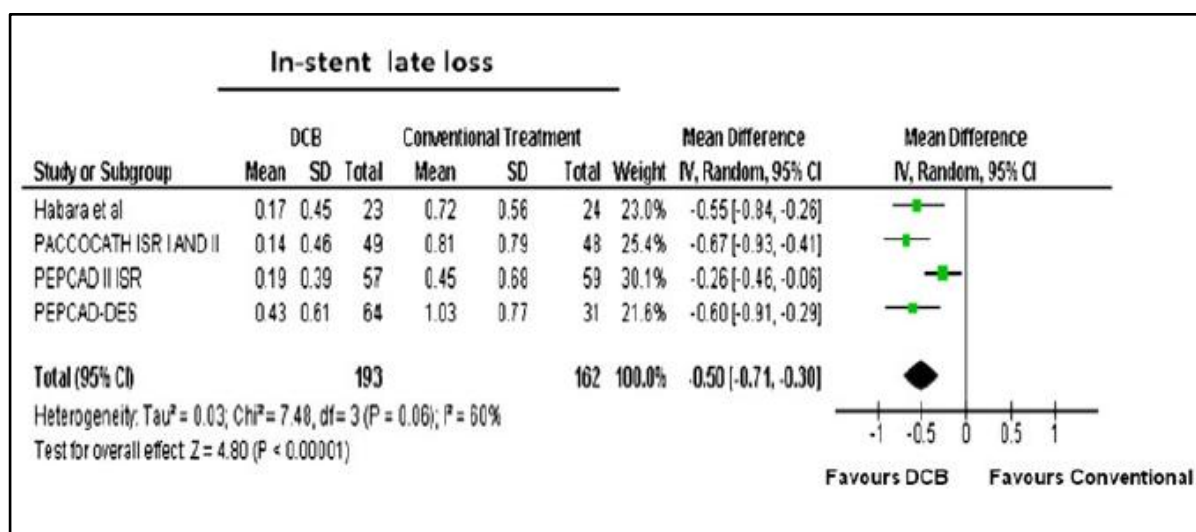 In-stent late loss
DCB Conventional Treatment Mean Difference Mean Difference
Study or Subgroup Mean SD Total Mean SD Total Weight IV, Random, 95% CI IV, Random, 95% CI
Habara et al 0.17 0.45 23 0.72 0.56 24 23.0% -0.55 [-0.84, -0.26]
PACCOCATH ISR I AND II 0.14 0.46 49 0.81 0.79 48 25.4% -0.67 [-0.93, -0.41]
PEPCAD II ISR 0.19 0.39 57 0.45 0.68 59 30.1% -0.26 [-0.46, -0.06]
PEPCAD-DES 0.43 0.61 64 1.03 0.77 31 21.6% -0.60 [-0.91, -0.29]
Total (95% CI) 193 162 100.0% -0.50 [-0.71, -0.30]
Heterogeneity: Tau² = 0.03; Chi² = 7.48, df = 3 (P = 0.06); I² = 60%
Test for overall effect: Z = 4.80 (P < 0.00001)
-1 -0.5 0 0.5 1
Favours DCB Favours Conventional